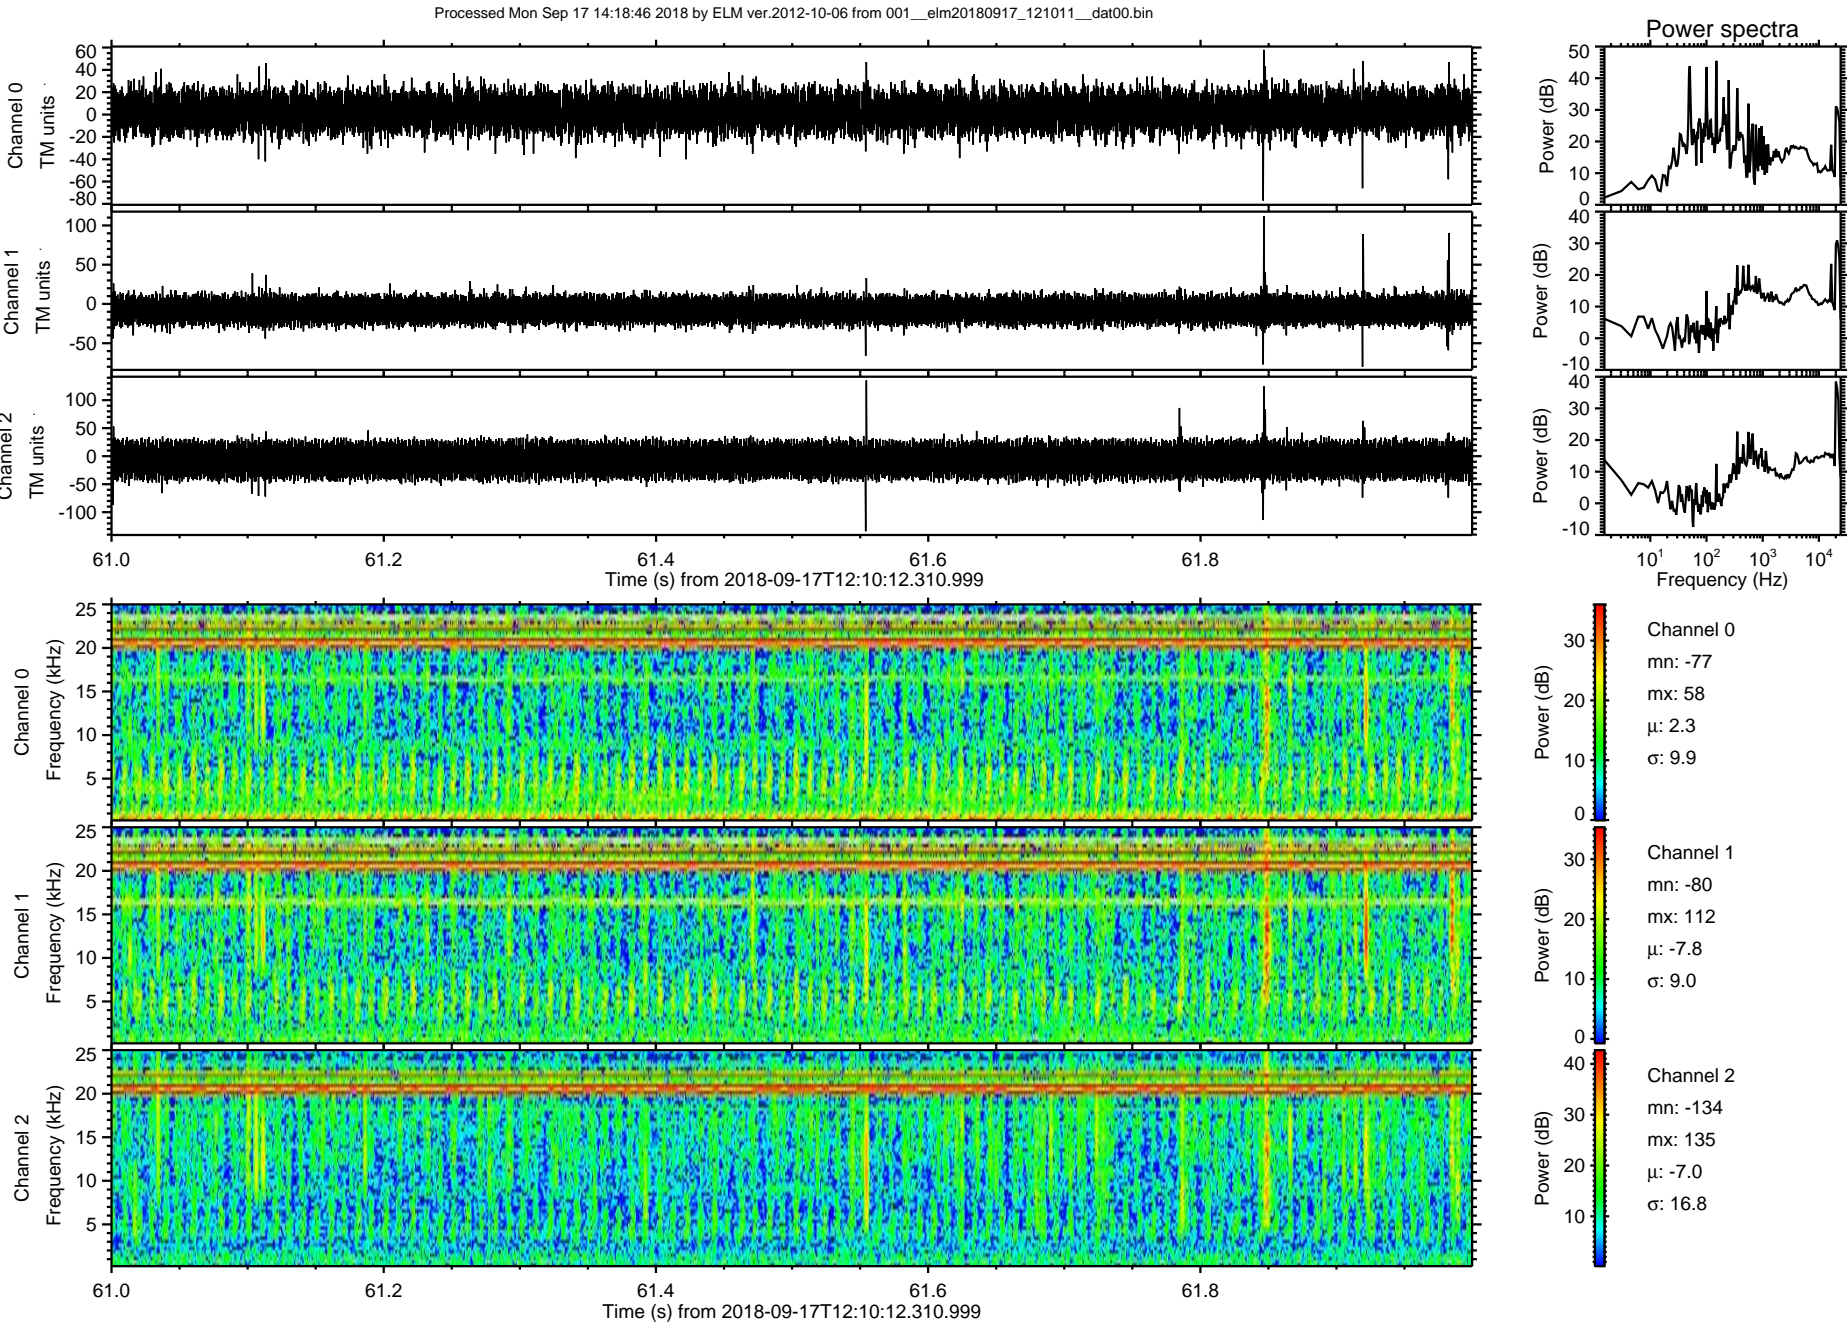 Processed Mon Sep 17 14:18:46 2018 by ELM ver.2012-10-06 from 001__elm20180917_121011__dat00.bin
Power spectra
Channel 0
TM units
60
40
20
0
-20
-40
-60
-80
Power (dB)
50
40
30
20
10
0
Channel 1
TM units
100
50
0
-50
Power (dB)
40
30
20
10
0
-10
Channel 2
TM units
100
50
0
-50
-100
Power (dB)
40
30
20
10
0
-10
61.0 61.2 61.4 61.6 61.8
Time (s) from 2018-09-17T12:10:12.310.999
10¹ 10² 10³ 10⁴
Frequency (Hz)
Channel 0
Frequency (kHz)
25
20
15
10
5
Power (dB)
30
20
10
0
Channel 0
mn: -77
mx: 58
μ: 2.3
σ: 9.9
Channel 1
Frequency (kHz)
25
20
15
10
5
Power (dB)
30
20
10
0
Channel 1
mn: -80
mx: 112
μ: -7.8
σ: 9.0
Channel 2
Frequency (kHz)
25
20
15
10
5
Power (dB)
40
30
20
10
Channel 2
mn: -134
mx: 135
μ: -7.0
σ: 16.8
61.0 61.2 61.4 61.6 61.8
Time (s) from 2018-09-17T12:10:12.310.999